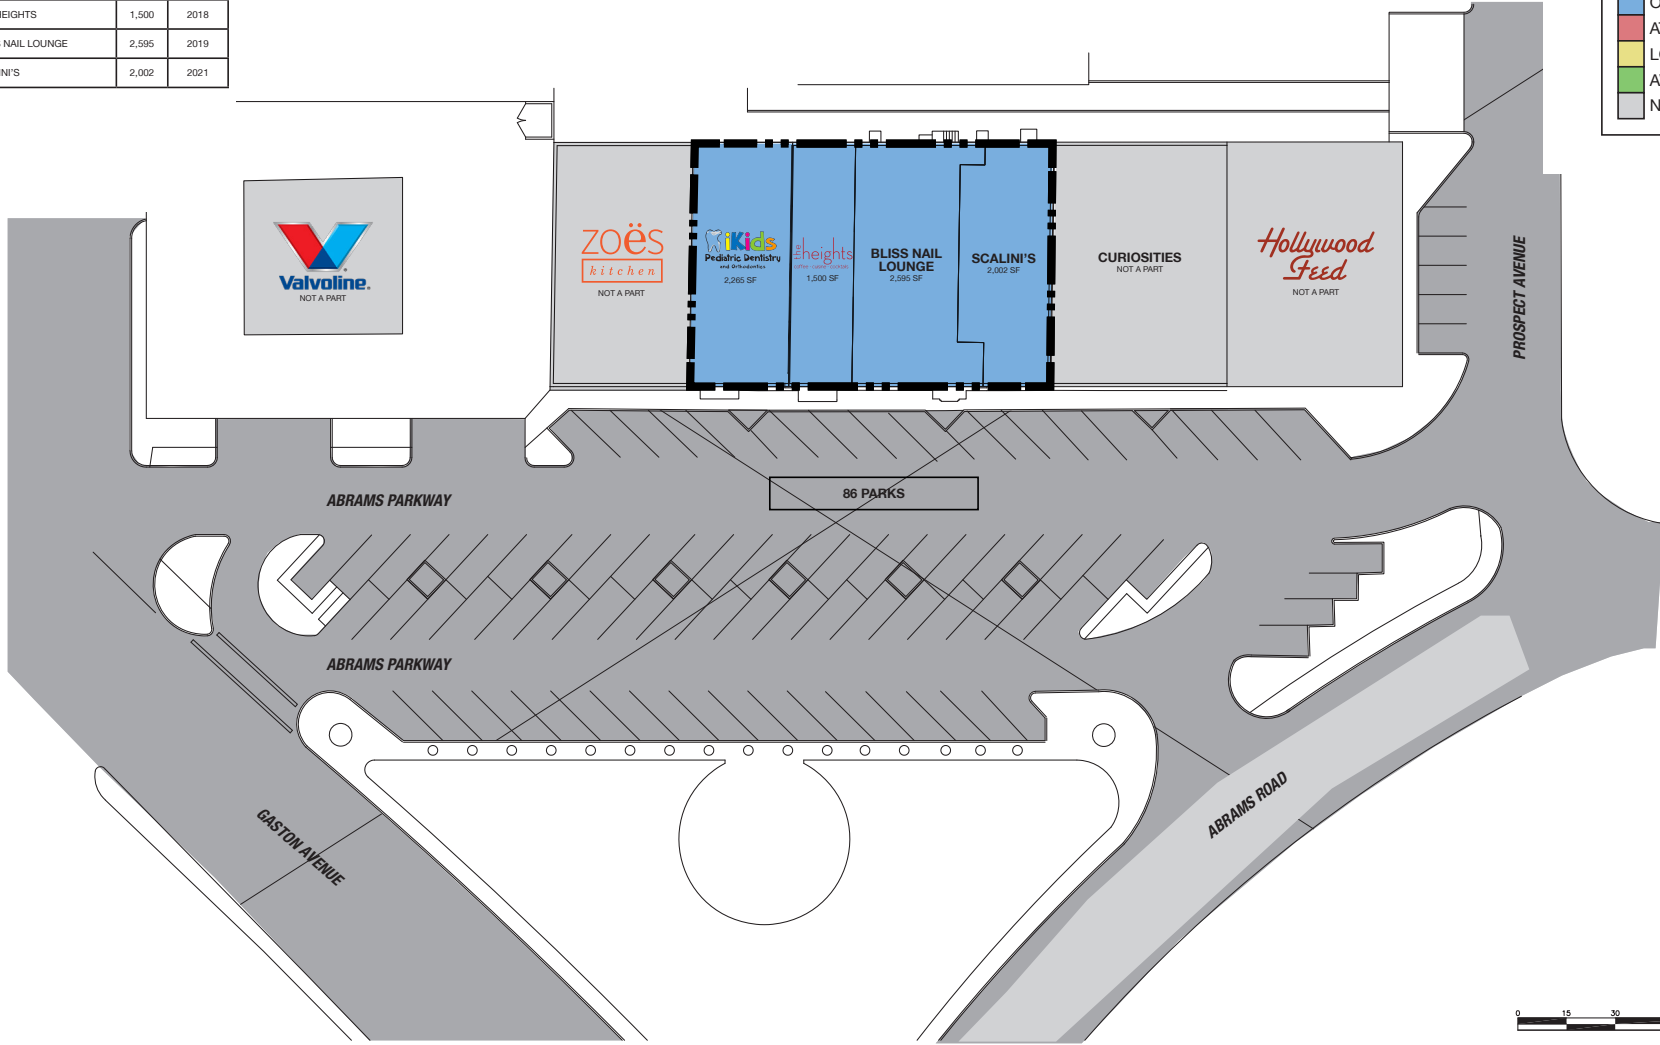 HEIGHTS 1,500 2018
NAIL LOUNGE 2,595 2019
NI'S 2,002 2021
Valvoline.
NOT A PART
ZOËS
kitchen
NOT A PART
iKids
Pediatric Dentistry
and Orthodontics
2,265 SF
the heights
1,500 SF
BLISS NAIL
LOUNGE
2,595 SF
SCALINI'S
2,002 SF
CURIOSITIES
NOT A PART
Hollywood
Feed
NOT A PART
PROSPECT AVENUE
ABRAMS PARKWAY
86 PARKS
ABRAMS PARKWAY
GASTON AVENUE
ABRAMS ROAD
0 15 30